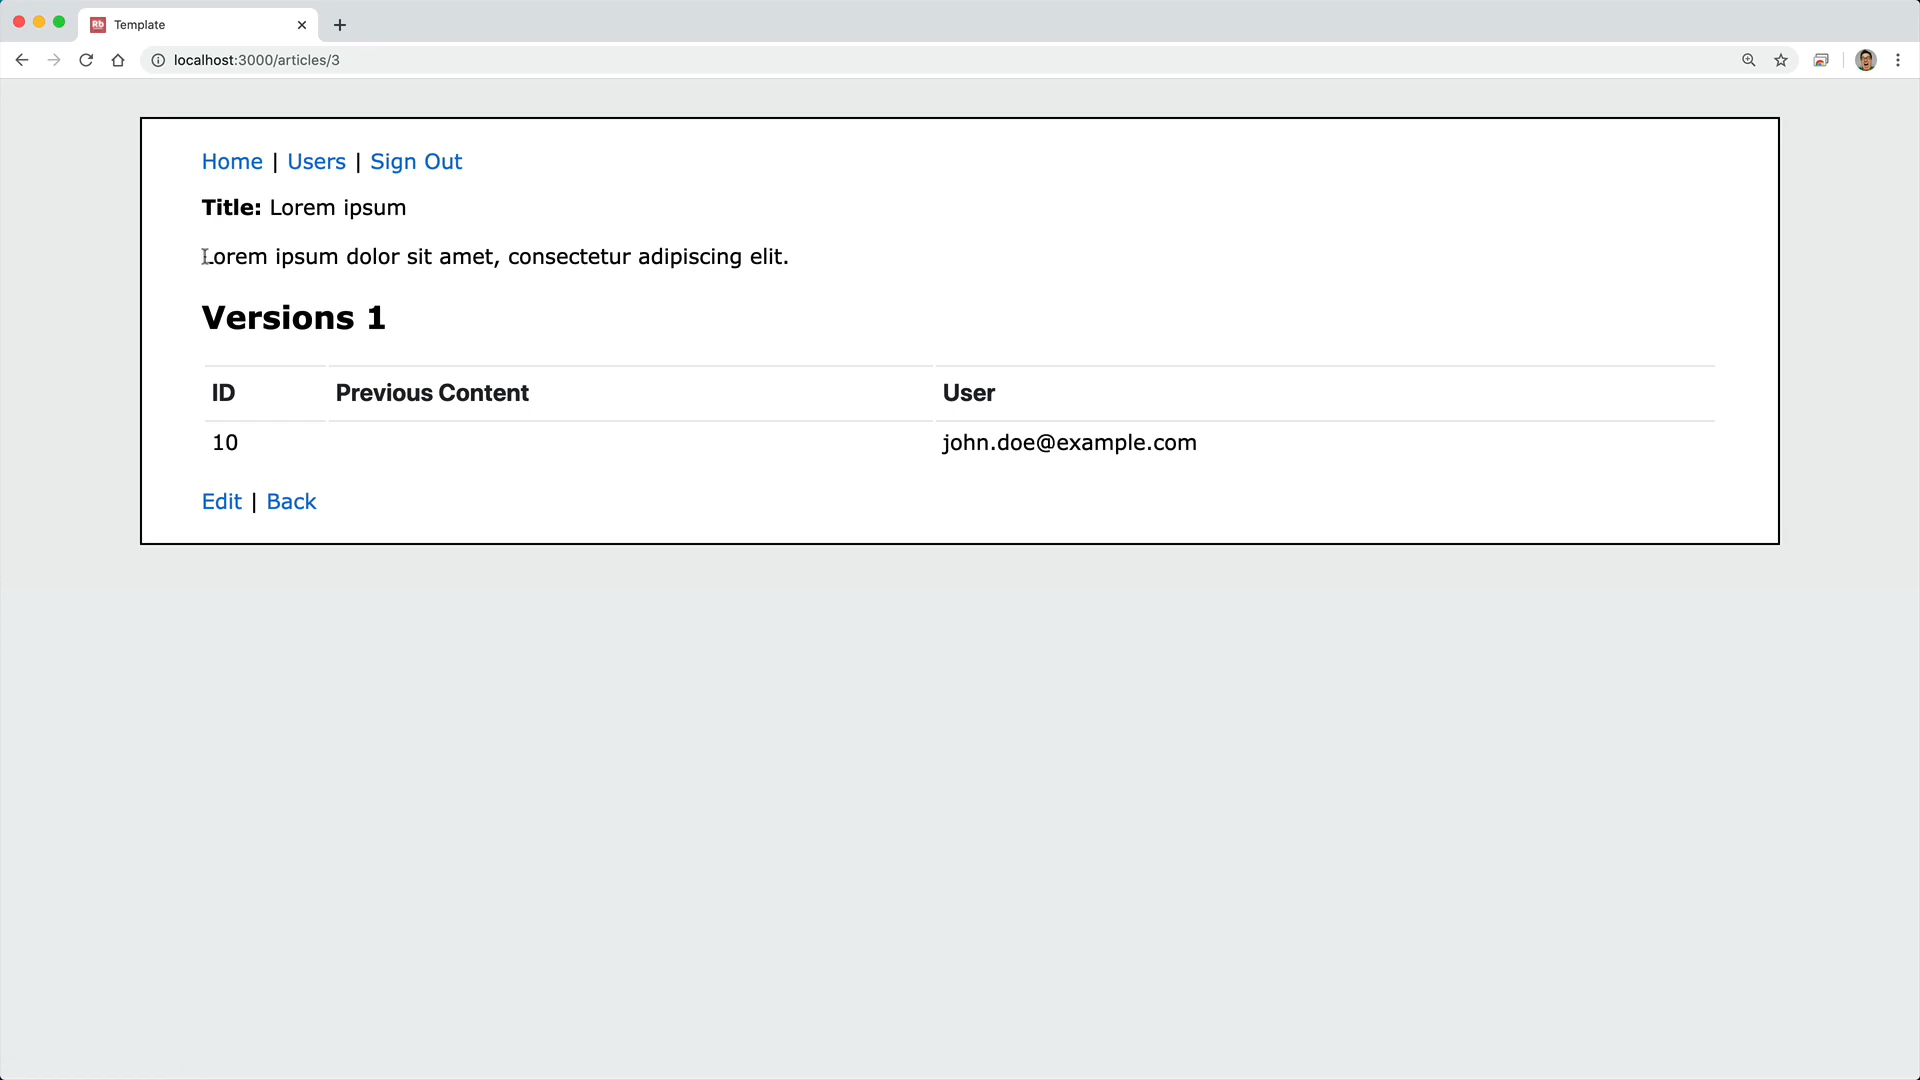 Rb Template
localhost:3000/articles/3
Home | Users | Sign Out
Title: Lorem ipsum
Lorem ipsum dolor sit amet, consectetur adipiscing elit.
Versions 1
ID Previous Content User
10 john.doe@example.com
Edit | Back